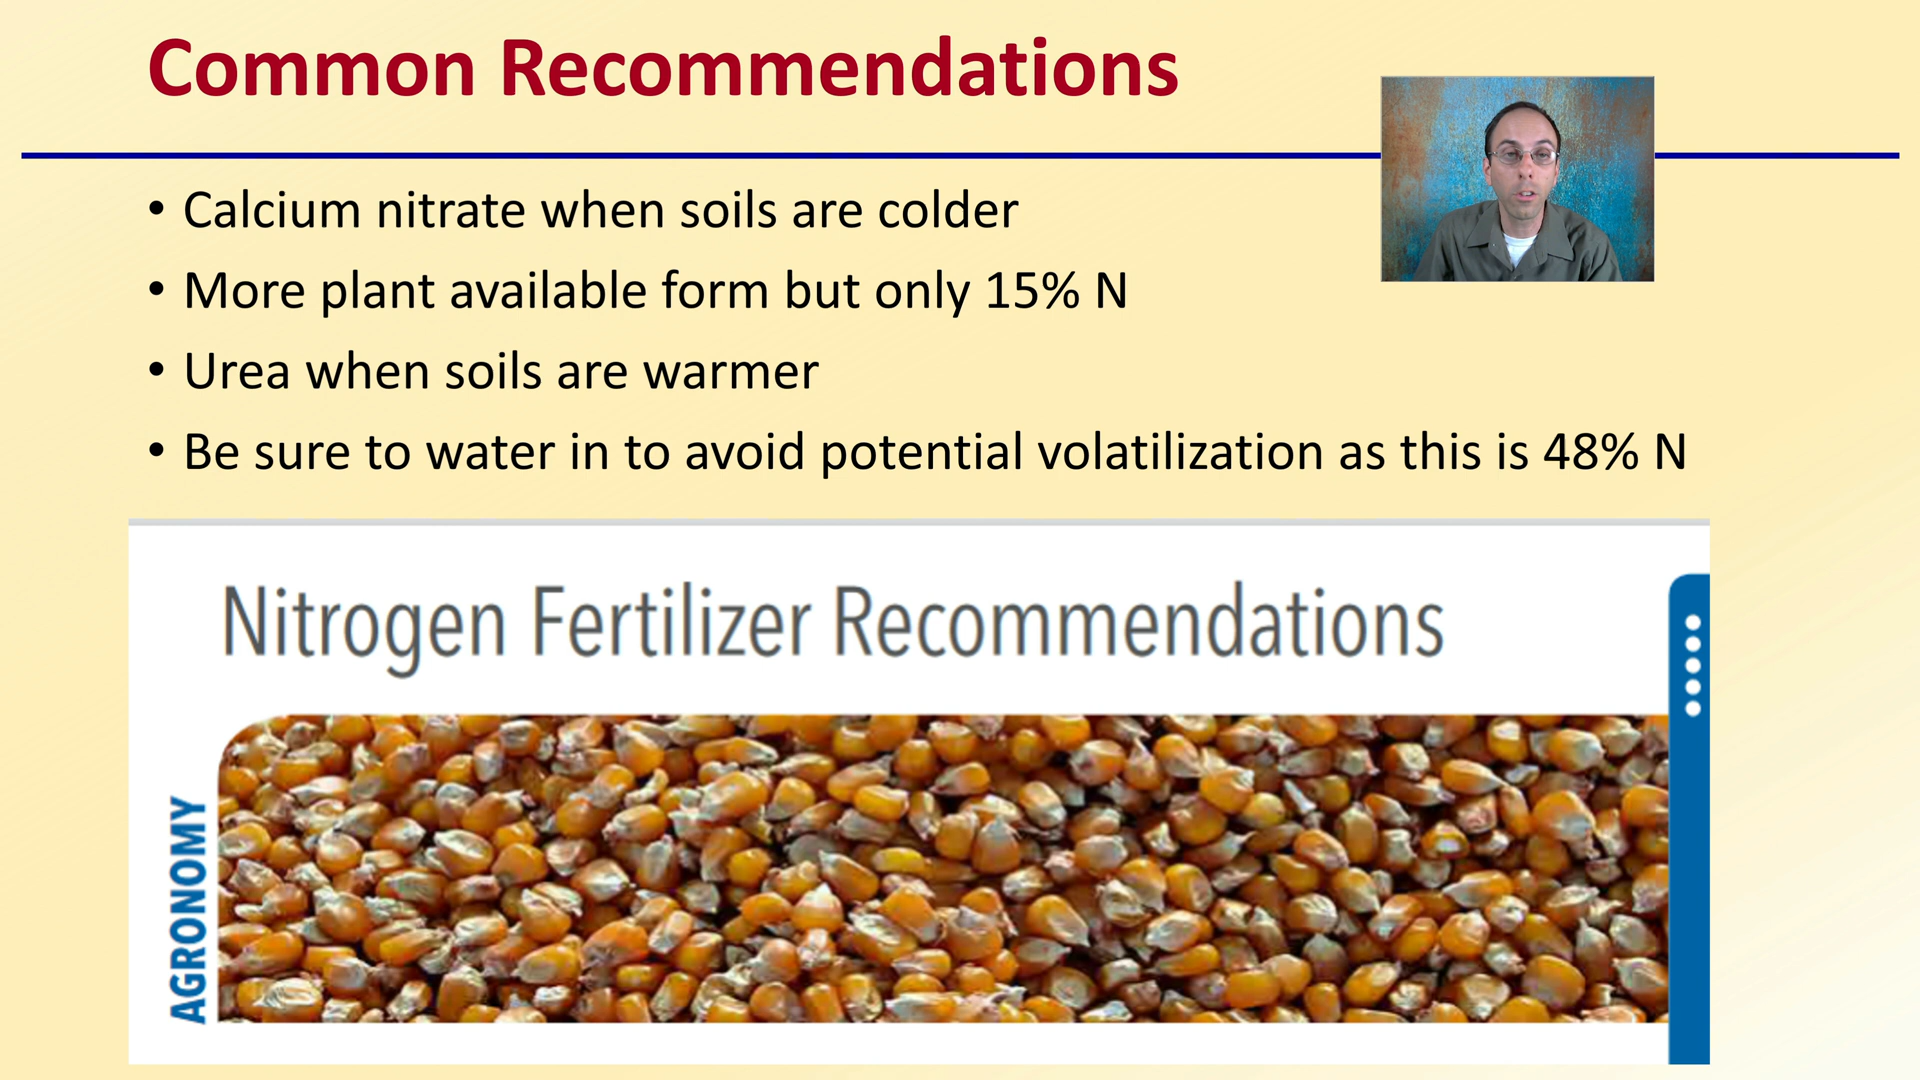 Common Recommendations
• Calcium nitrate when soils are colder
• More plant available form but only 15% N
• Urea when soils are warmer
• Be sure to water in to avoid potential volatilization as this is 48% N
Nitrogen Fertilizer Recommendations
AGRONOMY